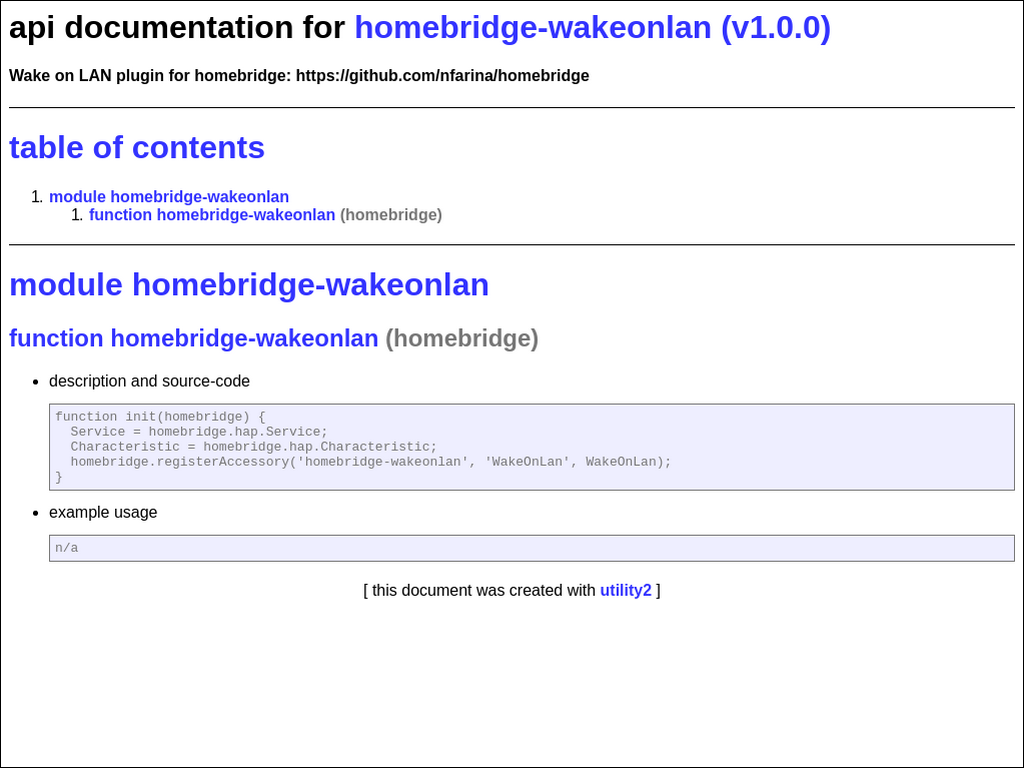 api documentation for homebridge-wakeonlan (v1.0.0)
Wake on LAN plugin for homebridge: https://github.com/nfarina/homebridge
table of contents
1. module homebridge-wakeonlan
1. function homebridge-wakeonlan (homebridge)
module homebridge-wakeonlan
function homebridge-wakeonlan (homebridge)
• description and source-code
function init(homebridge) {
  Service = homebridge.hap.Service;
  Characteristic = homebridge.hap.Characteristic;
  homebridge.registerAccessory('homebridge-wakeonlan', 'WakeOnLan', WakeOnLan);
}
• example usage
n/a
[ this document was created with utility2 ]